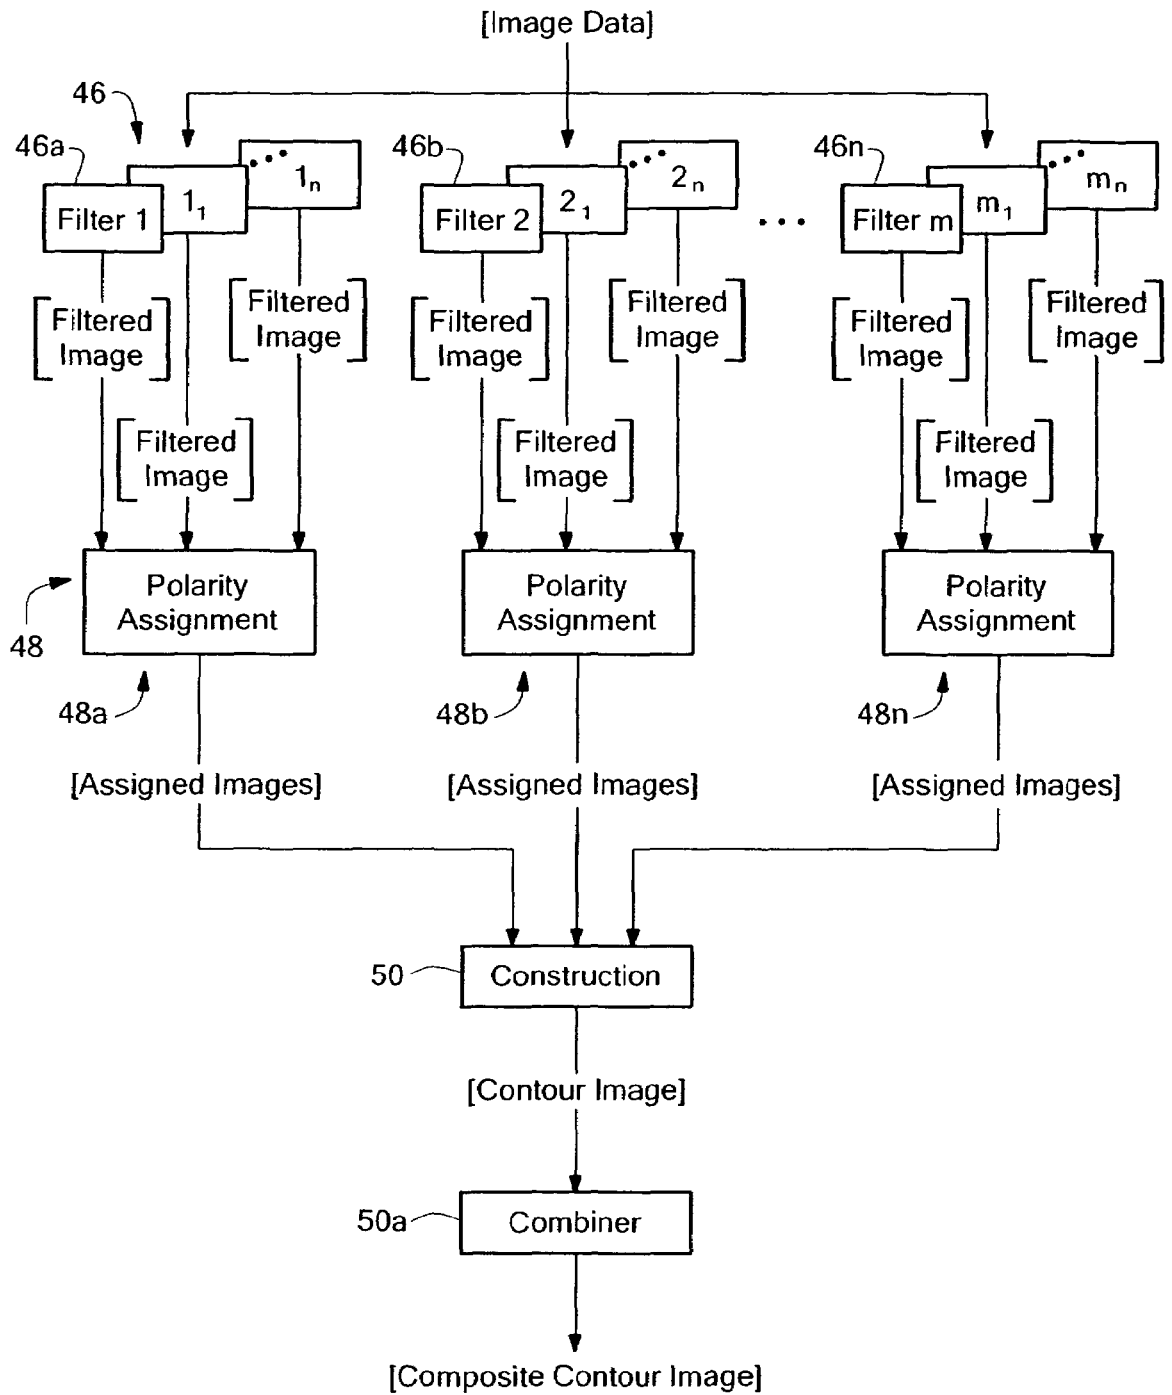 [Image Data]
46
46a
46b
46n
Filter 1
1₁
1ₙ
Filter 2
2₁
2ₙ
...
Filter m
m₁
mₙ
[Filtered
Image]
[Filtered
Image]
[Filtered
Image]
[Filtered
Image]
[Filtered
Image]
[Filtered
Image]
[Filtered
Image]
[Filtered
Image]
[Filtered
Image]
48
Polarity
Assignment
Polarity
Assignment
Polarity
Assignment
48a
48b
48n
[Assigned Images]
[Assigned Images]
[Assigned Images]
50
Construction
[Contour Image]
50a
Combiner
[Composite Contour Image]